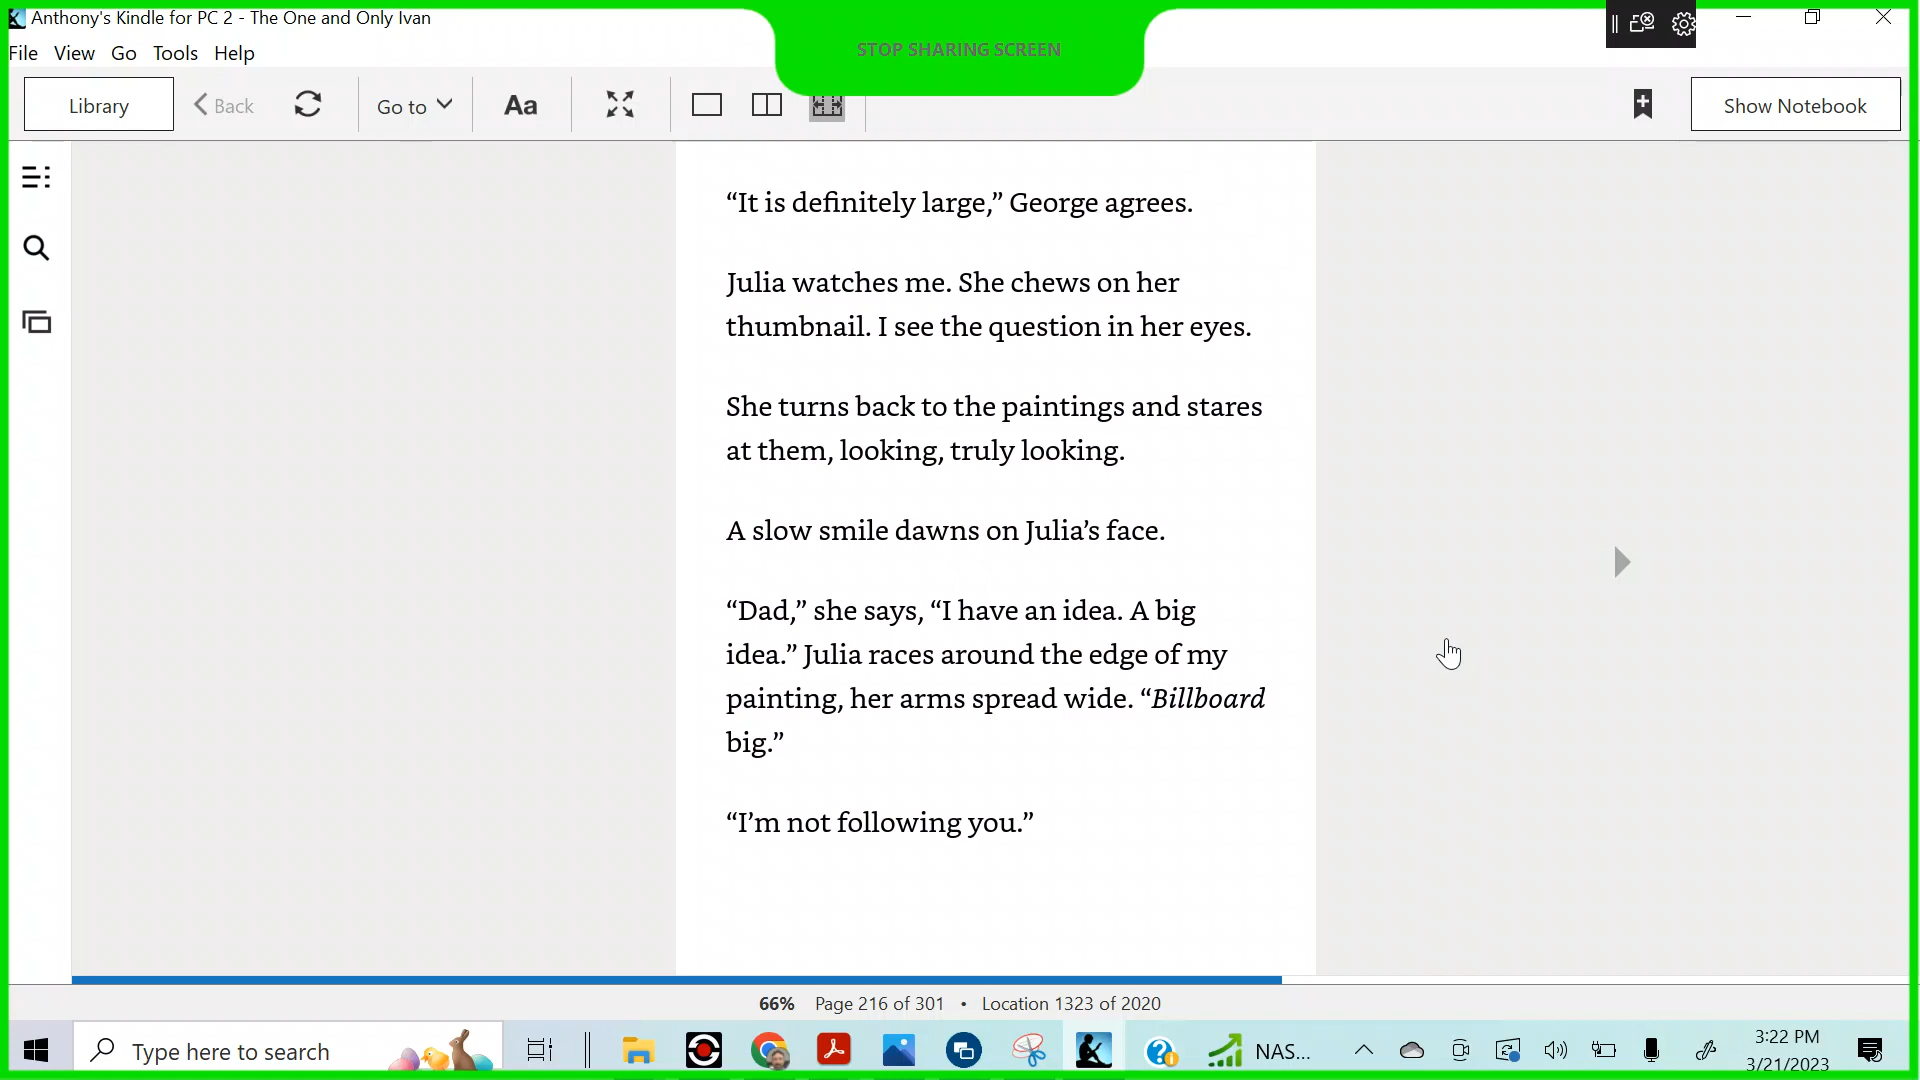 Anthony's Kindle for PC 2 - The One and Only Ivan
STOP SHARING SCREEN
File View Go Tools Help
Library Back Go to Aa Show Notebook
“It is definitely large,” George agrees.
Julia watches me. She chews on her
thumbnail. I see the question in her eyes.
She turns back to the paintings and stares
at them, looking, truly looking.
A slow smile dawns on Julia’s face.
“Dad,” she says, “I have an idea. A big
idea.” Julia races around the edge of my
painting, her arms spread wide. “Billboard
big.”
“I’m not following you.”
66% Page 216 of 301 • Location 1323 of 2020
Type here to search
NAS...
3:22 PM
3/21/2023